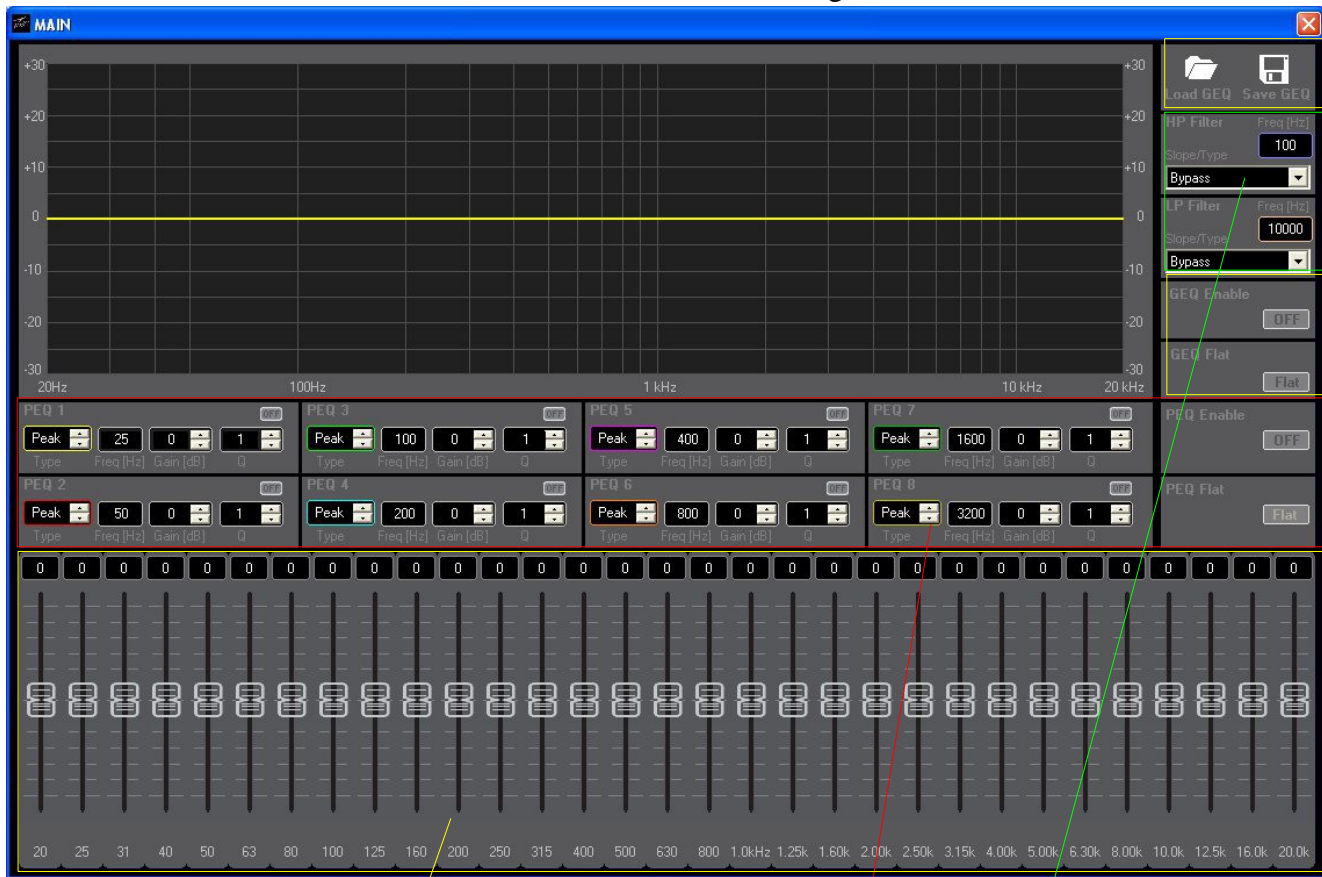 MAIN
+30 +30
+20 +20
+10 +10
0 0
-10 -10
-20 -20
-30 -30
20Hz 100Hz 1 kHz 10 kHz 20 kHz
Load GEQ Save GEQ
HP Filter Freq [Hz]
100
Slope/Type
Bypass
LP Filter Freq [Hz]
10000
Slope/Type
Bypass
GEQ Enable
OFF
GEQ Flat
Flat
PEQ 1 OFF PEQ 3 OFF PEQ 5 OFF PEQ 7 OFF PEQ Enable
Peak 25 0 1 Peak 100 0 1 Peak 400 0 1 Peak 1600 0 1 OFF
Type Freq [Hz] Gain [dB] Q Type Freq [Hz] Gain [dB] Q Type Freq [Hz] Gain [dB] Q Type Freq [Hz] Gain [dB] Q
PEQ 2 OFF PEQ 4 OFF PEQ 6 OFF PEQ 8 OFF PEQ Flat
Peak 50 0 1 Peak 200 0 1 Peak 800 0 1 Peak 3200 0 1 Flat
Type Freq [Hz] Gain [dB] Q Type Freq [Hz] Gain [dB] Q Type Freq [Hz] Gain [dB] Q Type Freq [Hz] Gain [dB] Q
0 0 0 0 0 0 0 0 0 0 0 0 0 0 0 0 0 0 0 0 0 0 0 0 0 0 0 0 0 0 0
20 25 31 40 50 63 80 100 125 160 200 250 315 400 500 630 800 1.0kHz 1.25k 1.60k 2.00k 2.50k 3.15k 4.00k 5.00k 6.30k 8.00k 10.0k 12.5k 16.0k 20.0k